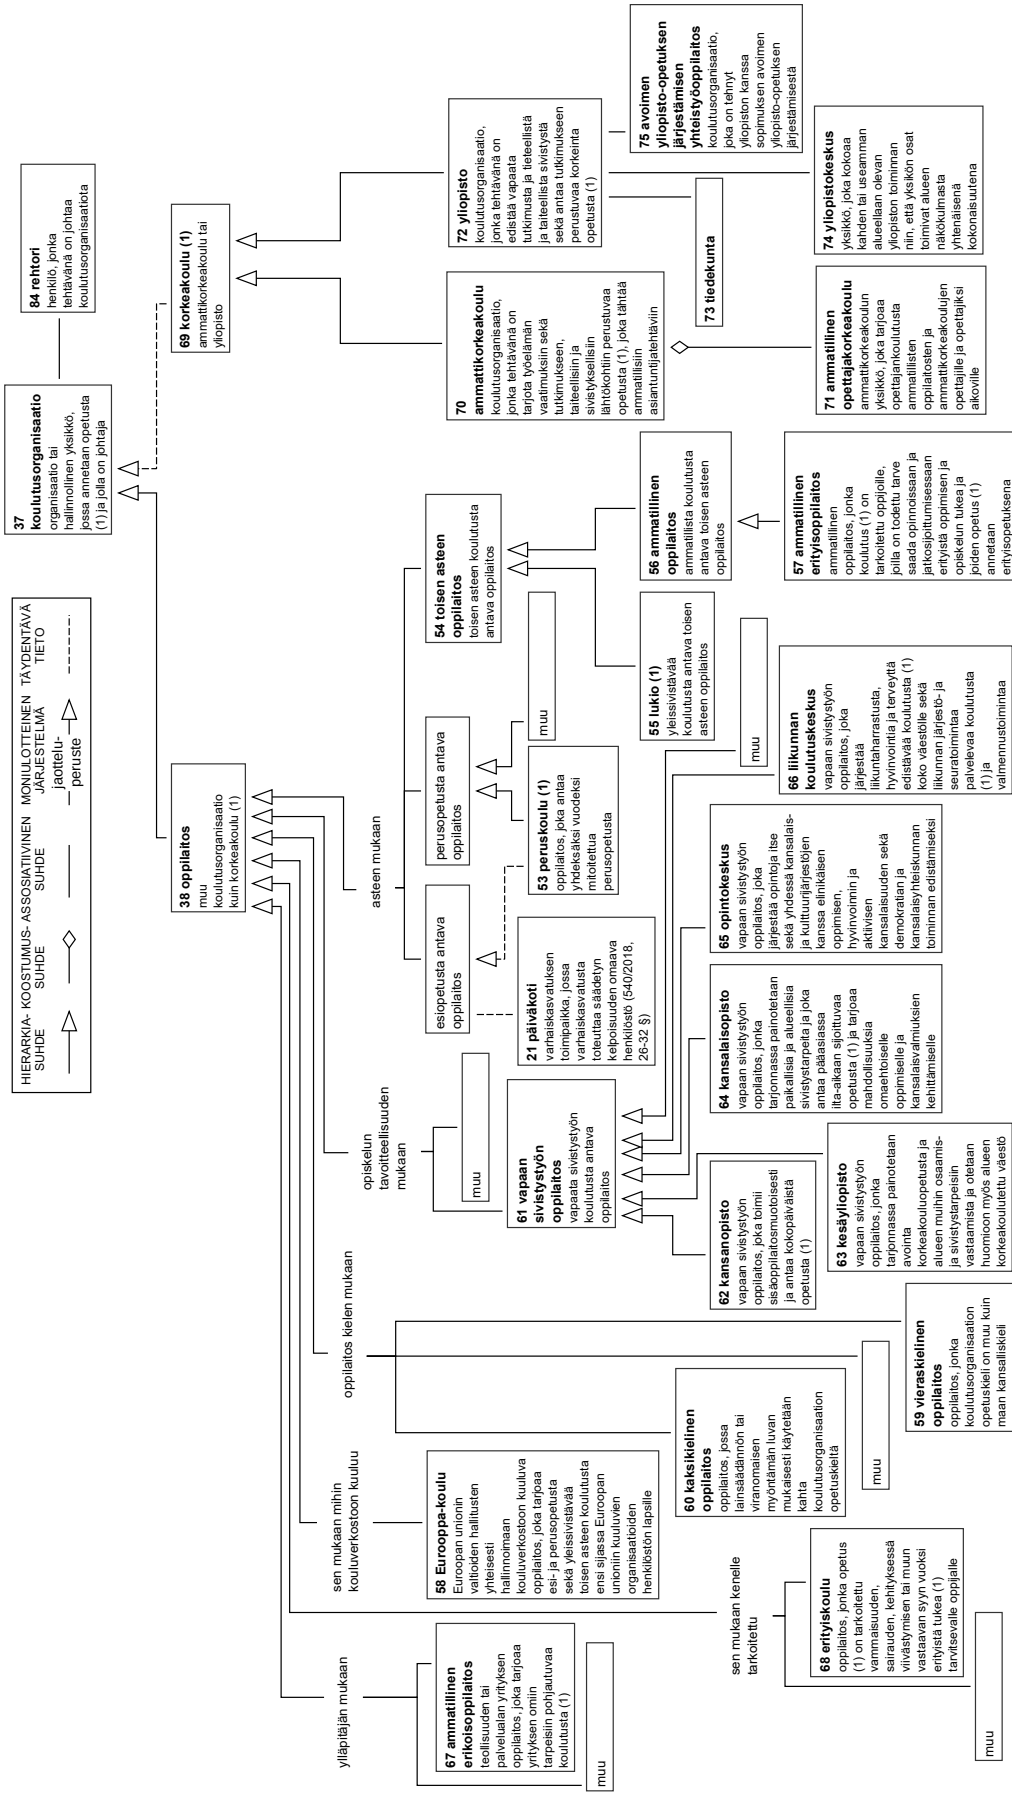 HIERARKIA- KOOSTUMUS- ASSOSIATIIVINEN MONIULOTTEINEN TÄYDENTÄVÄ
SUHDE SUHDE SUHDE JÄRJESTELMÄ TIETO
jaottelu-
peruste
37
koulutusorganisaatio
organisaatio tai
hallinnollinen yksikkö,
jossa annetaan opetusta
(1) ja jolla on johtaja
84 rehtori
henkilö, jonka
tehtävänä on johtaa
koulutusorganisaatiota
38 oppilaitos
muu
koulutusorganisaatio
kuin korkeakoulu (1)
69 korkeakoulu (1)
ammattikorkeakoulu tai
yliopisto
ylläpitäjän mukaan
sen mukaan mihin
kouluverkostoon kuuluu
oppilaitos kielen mukaan
opiskelun
tavoitteellisuuden
mukaan
asteen mukaan
67 ammatillinen
erikoisoppilaitos
teollisuuden tai
palvelualan yrityksen
oppilaitos, joka tarjoaa
yrityksen omiin
tarpeisiin pohjautuvaa
koulutusta (1)
muu
58 Eurooppa-koulu
Euroopan unionin
valtioiden hallitusten
yhteisesti
hallinnoimaan
kouluverkostoon kuuluva
oppilaitos, joka tarjoaa
esi- ja perusopetusta
sekä yleissivistävää
toisen asteen koulutusta
ensi sijassa Euroopan
unioniin kuuluvien
organisaatioiden
henkilöstön lapsille
muu
esiopetusta antava
oppilaitos
perusopetusta antava
oppilaitos
54 toisen asteen
oppilaitos
toisen asteen koulutusta
antava oppilaitos
70
ammattikorkeakoulu
koulutusorganisaatio,
jonka tehtävänä on
tarjota työelämän
vaatimuksiin sekä
tutkimukseen,
taiteellisiin ja
sivistyksellisiin
lähtökohtiin perustuvaa
opetusta (1), joka tähtää
ammatillisiin
asiantuntijatehtäviin
72 yliopisto
koulutusorganisaatio,
jonka tehtävänä on
edistää vapaata
tutkimusta ja tieteellistä
ja taiteellista sivistystä
sekä antaa tutkimukseen
perustuvaa korkeinta
opetusta (1)
61 vapaan
sivistystyön
oppilaitos
vapaata sivistystyön
koulutusta antava
oppilaitos
21 päiväkoti
varhaiskasvatuksen
toimipaikka, jossa
varhaiskasvatusta
toteuttaa säädetyn
kelpoisuuden omaava
henkilöstö (540/2018,
26-32 §)
53 peruskoulu (1)
oppilaitos, joka antaa
yhdeksäksi vuodeksi
mitoitettua
perusopetusta
muu
55 lukio (1)
yleissivistävää
koulutusta antava toisen
asteen oppilaitos
56 ammatillinen
oppilaitos
ammatillista koulutusta
antava toisen asteen
oppilaitos
73 tiedekunta
75 avoimen
yliopisto-opetuksen
järjestämisen
yhteistyöoppilaitos
koulutusorganisaatio,
joka on tehnyt
yliopiston kanssa
sopimuksen avoimen
yliopisto-opetuksen
järjestämisestä
sen mukaan kenelle
tarkoitettu
60 kaksikielinen
oppilaitos
oppilaitos, jossa
lainsäädännön tai
viranomaisen
myöntämän luvan
mukaisesti käytetään
kahta
koulutusorganisaation
opetuskieltä
62 kansanopisto
vapaan sivistystyön
oppilaitos, joka toimii
sisäoppilaitosmuotoisesti
ja antaa kokopäiväistä
opetusta (1)
64 kansalaisopisto
vapaan sivistystyön
oppilaitos, jonka
tarjonnassa painotetaan
paikallisia ja alueellisia
sivistystarpeita ja joka
antaa pääasiassa
ilta-aikaan sijoittuvaa
opetusta (1) ja tarjoaa
mahdollisuuksia
omaehtoiselle
oppimiselle ja
kansalaisvalmiuksien
kehittämiselle
65 opintokeskus
vapaan sivistystyön
oppilaitos, joka
järjestää opintoja itse
sekä yhdessä kansalais-
ja kulttuurijärjestöjen
kanssa elinikäisen
oppimisen,
hyvinvoinnin ja
aktiivisen
kansalaisuuden sekä
demokratian ja
kansalaisyhteiskunnan
toiminnan edistämiseksi
muu
68 erityiskoulu
oppilaitos, jonka opetus
(1) on tarkoitettu
vammaisuuden,
sairauden, kehityksessä
viivästymisen tai muun
vastaavan syyn vuoksi
erityistä tukea (1)
tarvitsevalle oppijalle
muu
muu
59 vieraskielinen
oppilaitos
oppilaitos, jonka
koulutusorganisaation
opetuskieli on muu kuin
maan kansalliskieli
63 kesäyliopisto
vapaan sivistystyön
oppilaitos, jonka
tarjonnassa painotetaan
avointa
korkeakouluopetusta ja
alueen muihin osaamis-
ja sivistystarpeisiin
vastaamista ja otetaan
huomioon myös alueen
korkeakoulutettu väestö
66 liikunnan
koulutuskeskus
vapaan sivistystyön
oppilaitos, joka
järjestää
liikuntaharrastusta,
hyvinvointia ja terveyttä
edistävää koulutusta (1)
koko väestölle sekä
liikunnan järjestö- ja
seuratoimintaa
palvelevaa koulutusta
(1) ja
valmennustoimintaa
57 ammatillinen
erityisoppilaitos
ammatillinen
oppilaitos, jonka
koulutus (1) on
tarkoitettu oppijoille,
joilla on todettu tarve
saada opinnoissaan ja
jatkosijoittumisessaan
erityistä oppimisen ja
opiskelun tukea ja
joiden opetus (1)
annetaan
erityisopetuksena
71 ammatillinen
opettajakorkeakoulu
ammattikorkeakoulun
yksikkö, joka tarjoaa
opettajankoulutusta
ammatillisten
oppilaitosten ja
ammattikorkeakoulujen
opettajille ja opettajiksi
aikoville
74 yliopistokeskus
yksikkö, joka kokoaa
kahden tai useamman
alueellaan olevan
yliopiston toiminnan
niin, että yksikön osat
toimivat alueen
näkökulmasta
yhtenäisenä
kokonaisuutena